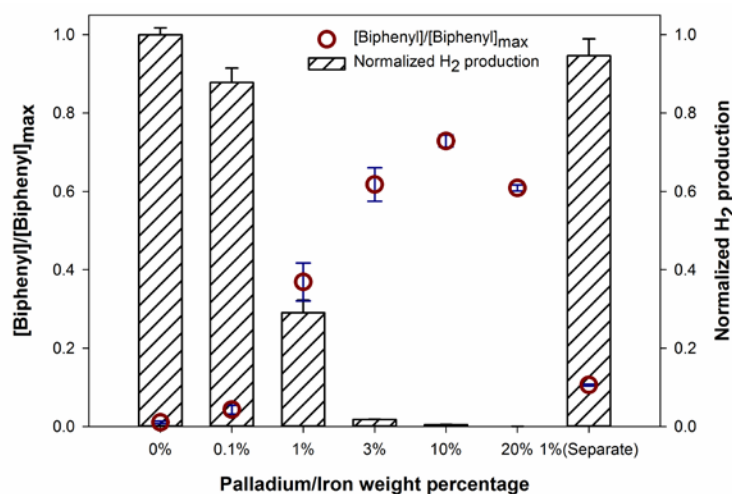 [Biphenyl]/[Biphenyl]max
Normalized H2 production
1.0
0.8
0.6
0.4
0.2
0.0
[Biphenyl]/[Biphenyl]max
1.0
0.8
0.6
0.4
0.2
0.0
Normalized H2 production
0% 0.1% 1% 3% 10% 20% 1%(Separate)
Palladium/Iron weight percentage